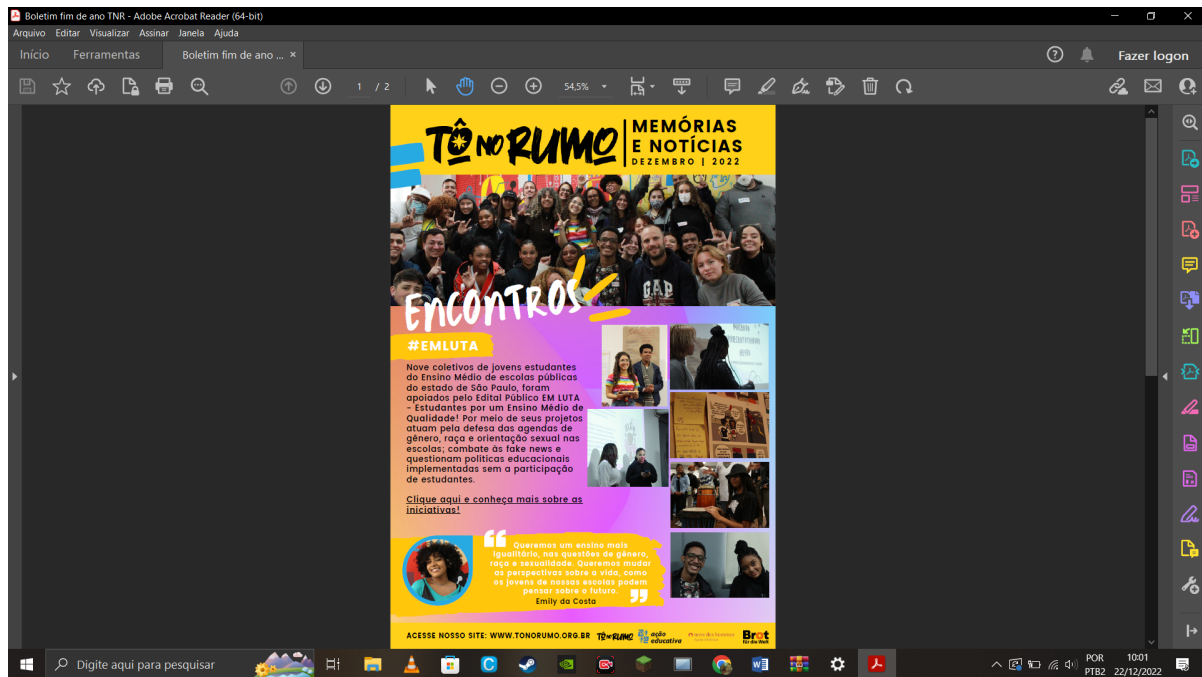 Boletim fim de ano TNR - Adobe Acrobat Reader (64-bit)
Arquivo Editar Visualizar Assinar Janela Ajuda
Início Ferramentas Boletim fim de ano ... × Fazer logon
1 / 2 54,5%
TÔ NO RUMO
MEMÓRIAS
E NOTÍCIAS
DEZEMBRO | 2022
GAP
ENCONTROS
#EMLUTA
Nove coletivos de jovens estudantes
do Ensino Médio de escolas públicas
do estado de São Paulo, foram
apoiados pelo Edital Público EM LUTA
- Estudantes por um Ensino Médio de
Qualidade! Por meio de seus projetos
atuam pela defesa das agendas de
gênero, raça e orientação sexual nas
escolas; combate às fake news e
questionam políticas educacionais
implementadas sem a participação
de estudantes.
Clique aqui e conheça mais sobre as
iniciativas!
Queremos um ensino mais
igualitário, nas questões de gênero,
raça e sexualidade. Queremos mudar
as perspectivas sobre a vida, como
os jovens de nossas escolas podem
pensar sobre o futuro.
Emily da Costa
ACESSE NOSSO SITE: WWW.TONORUMO.ORG.BR TÔ NO RUMO ação educativa terre des hommes Brot für die Welt
Digite aqui para pesquisar
POR 10:01
PTB2 22/12/2022